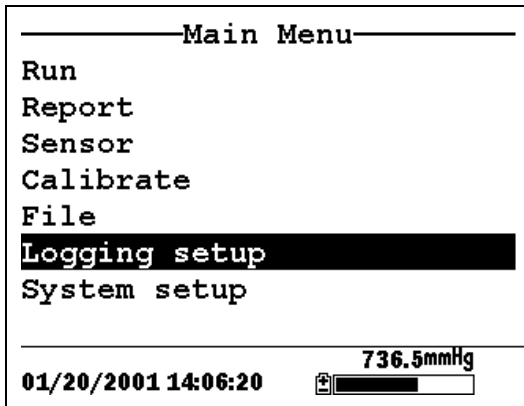 Main Menu
Run
Report
Sensor
Calibrate
File
Logging setup
System setup
736.5mmHg
01/20/2001 14:06:20